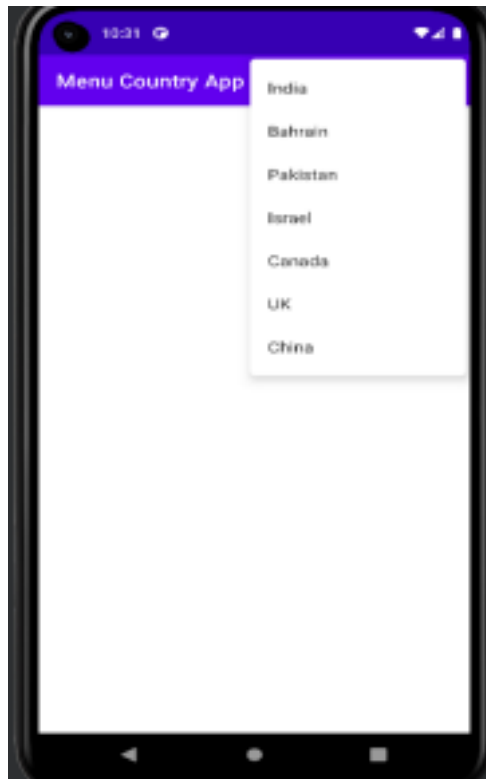 10:31
Menu Country App
India
Bahrain
Pakistan
Israel
Canada
UK
China